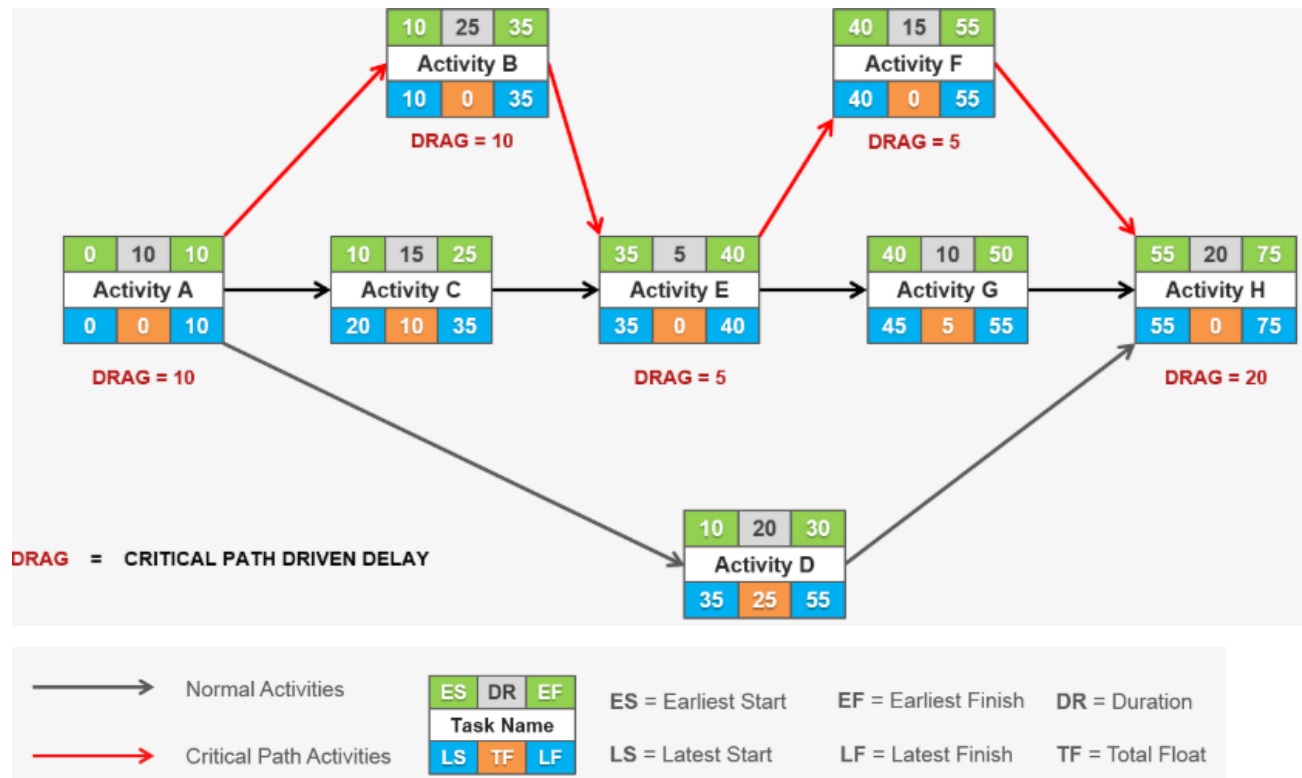 10 25 35
Activity B
10 0 35
DRAG = 10
40 15 55
Activity F
40 0 55
DRAG = 5
0 10 10
Activity A
0 0 10
DRAG = 10
10 15 25
Activity C
20 10 35
35 5 40
Activity E
35 0 40
DRAG = 5
40 10 50
Activity G
45 5 55
55 20 75
Activity H
55 0 75
DRAG = 20
10 20 30
Activity D
35 25 55
DRAG = CRITICAL PATH DRIVEN DELAY
Normal Activities
Critical Path Activities
ES DR EF
Task Name
LS TF LF
ES = Earliest Start
EF = Earliest Finish
DR = Duration
LS = Latest Start
LF = Latest Finish
TF = Total Float